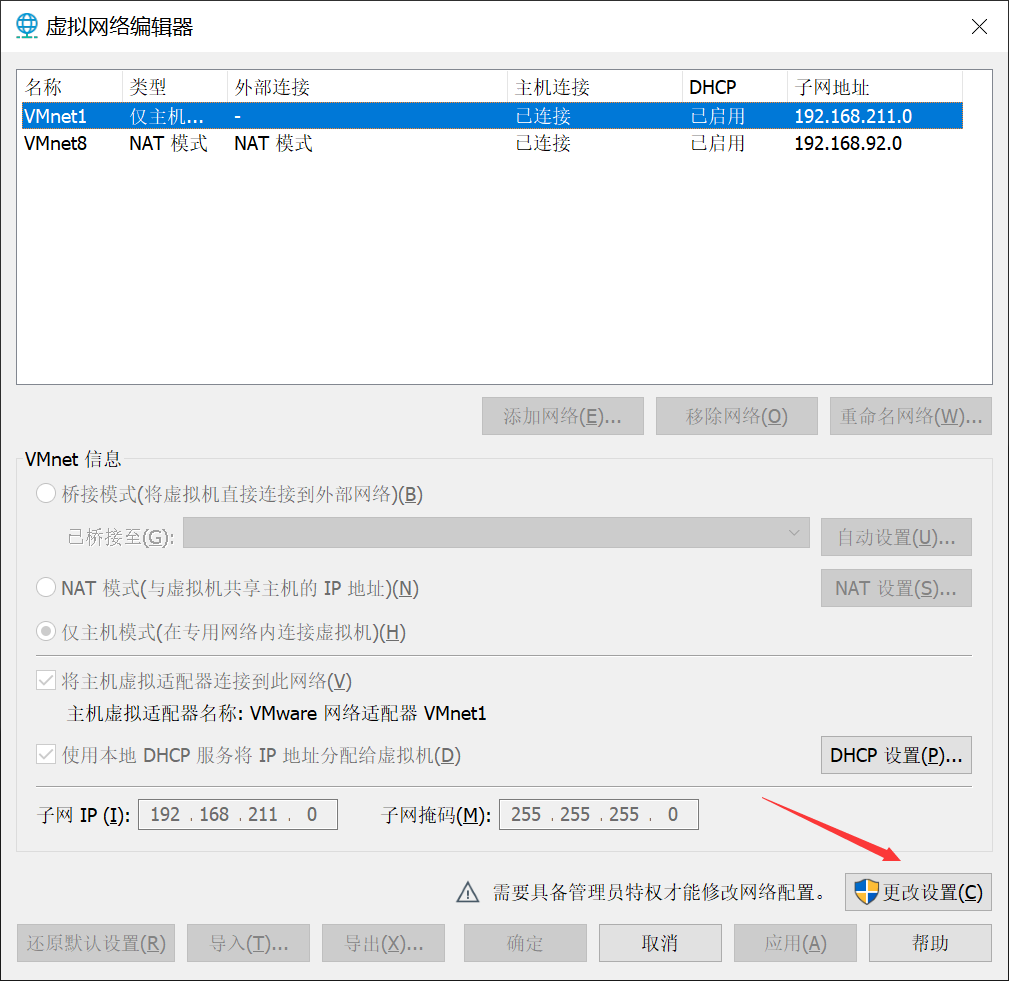 虚拟网络编辑器
名称 类型 外部连接 主机连接 DHCP 子网地址
VMnet1 仅主机... - 已连接 已启用 192.168.211.0
VMnet8 NAT 模式 NAT 模式 已连接 已启用 192.168.92.0
添加网络(E)... 移除网络(O) 重命名网络(W)...
VMnet 信息
桥接模式(将虚拟机直接连接到外部网络)(B)
已桥接至(G): 自动设置(U)...
NAT 模式(与虚拟机共享主机的 IP 地址)(N) NAT 设置(S)...
仅主机模式(在专用网络内连接虚拟机)(H)
将主机虚拟适配器连接到此网络(V)
主机虚拟适配器名称: VMware 网络适配器 VMnet1
使用本地 DHCP 服务将 IP 地址分配给虚拟机(D) DHCP 设置(P)...
子网 IP (I): 192 . 168 . 211 . 0 子网掩码(M): 255 . 255 . 255 . 0
需要具备管理员特权才能修改网络配置。 更改设置(C)
还原默认设置(R) 导入(T)... 导出(X)... 确定 取消 应用(A) 帮助